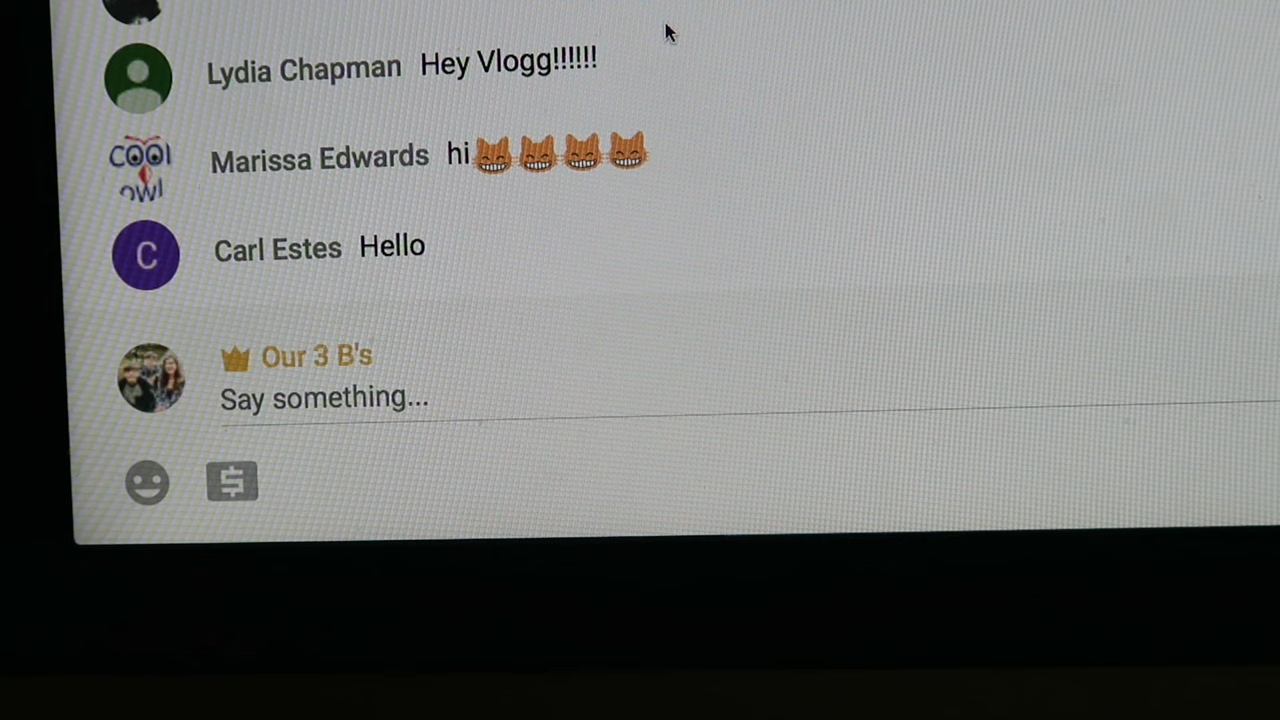 Lydia Chapman Hey Vlogg!!!!!!
COOl
Marissa Edwards hi😸😸😸😸
OWl
C Carl Estes Hello
Our 3 B's
Say something...
$